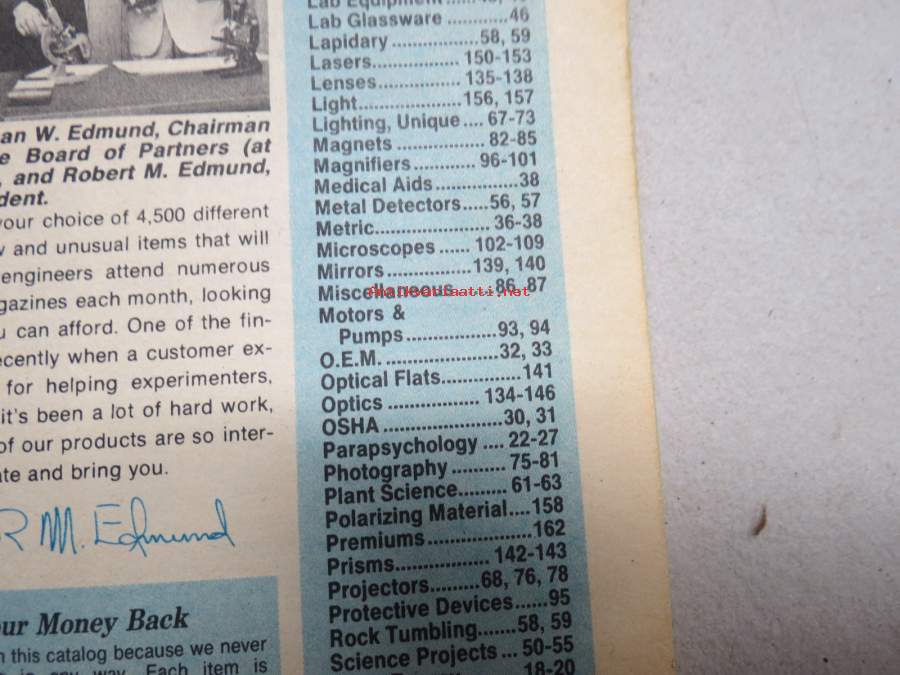 an W. Edmund, Chairman
e Board of Partners (at
, and Robert M. Edmund,
dent.
your choice of 4,500 different
and unusual items that will
engineers attend numerous
gazines each month, looking
u can afford. One of the fin-
ecently when a customer ex-
for helping experimenters,
it's been a lot of hard work,
of our products are so inter-
ate and bring you.
R M. Edmund
ur Money Back
this catalog because we never
is any way. Each item is
Lab Equipment
Lab Glassware ............46
Lapidary ..................58, 59
Lasers.................. 150-153
Lenses................. 135-138
Light.....................156, 157
Lighting, Unique.... 67-73
Magnets .................. 82-85
Magnifiers............. 96-101
Medical Aids.................38
Metal Detectors.....56, 57
Metric........................ 36-38
Microscopes ...... 102-109
Mirrors.................139, 140
Miscellaneous........86, 87
Motors &
Pumps..................93, 94
O.E.M. .......................32, 33
Optical Flats................141
Optics ................... 134-146
OSHA ........................30, 31
Parapsychology .... 22-27
Photography........... 75-81
Plant Science.......... 61-63
Polarizing Material....158
Premiums.....................162
Prisms................... 142-143
Projectors..........68, 76, 78
Protective Devices......95
Rock Tumbling.......58, 59
Science Projects ... 50-55
18-20